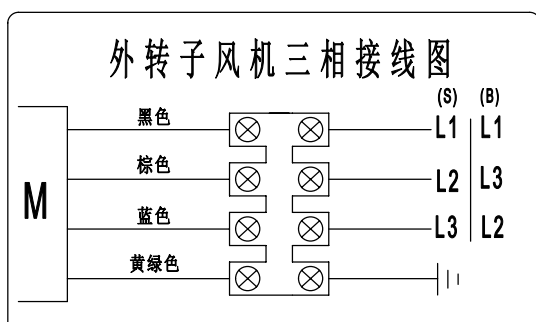 外转子风机三相接线图
(S) (B)
黑色 L1 L1
棕色 L2 L3
M
蓝色 L3 L2
黄绿色